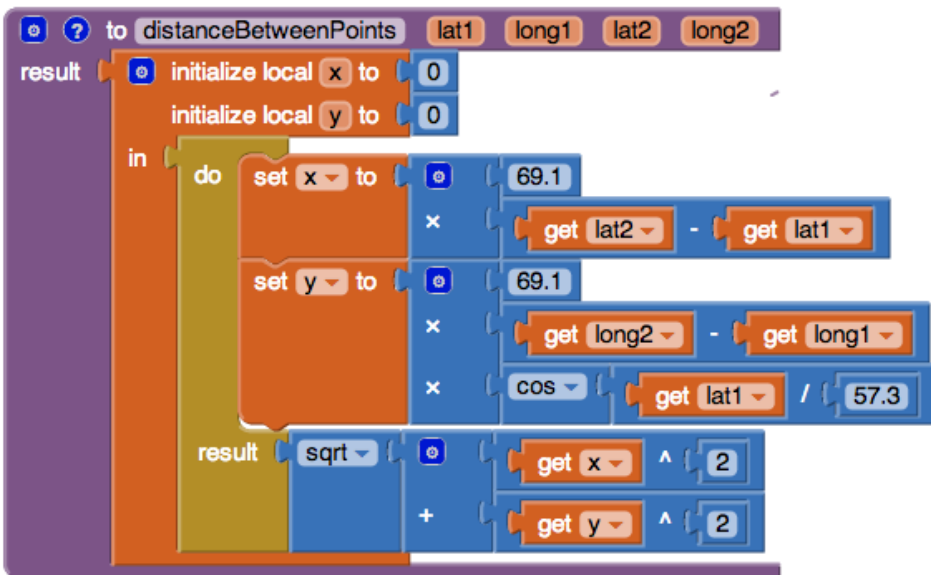 ? to distanceBetweenPoints lat1 long1 lat2 long2
result initialize local x to 0
initialize local y to 0
in
do set x to 69.1
× get lat2 - get lat1
set y to 69.1
× get long2 - get long1
× cos get lat1 / 57.3
result sqrt get x ^ 2
+ get y ^ 2